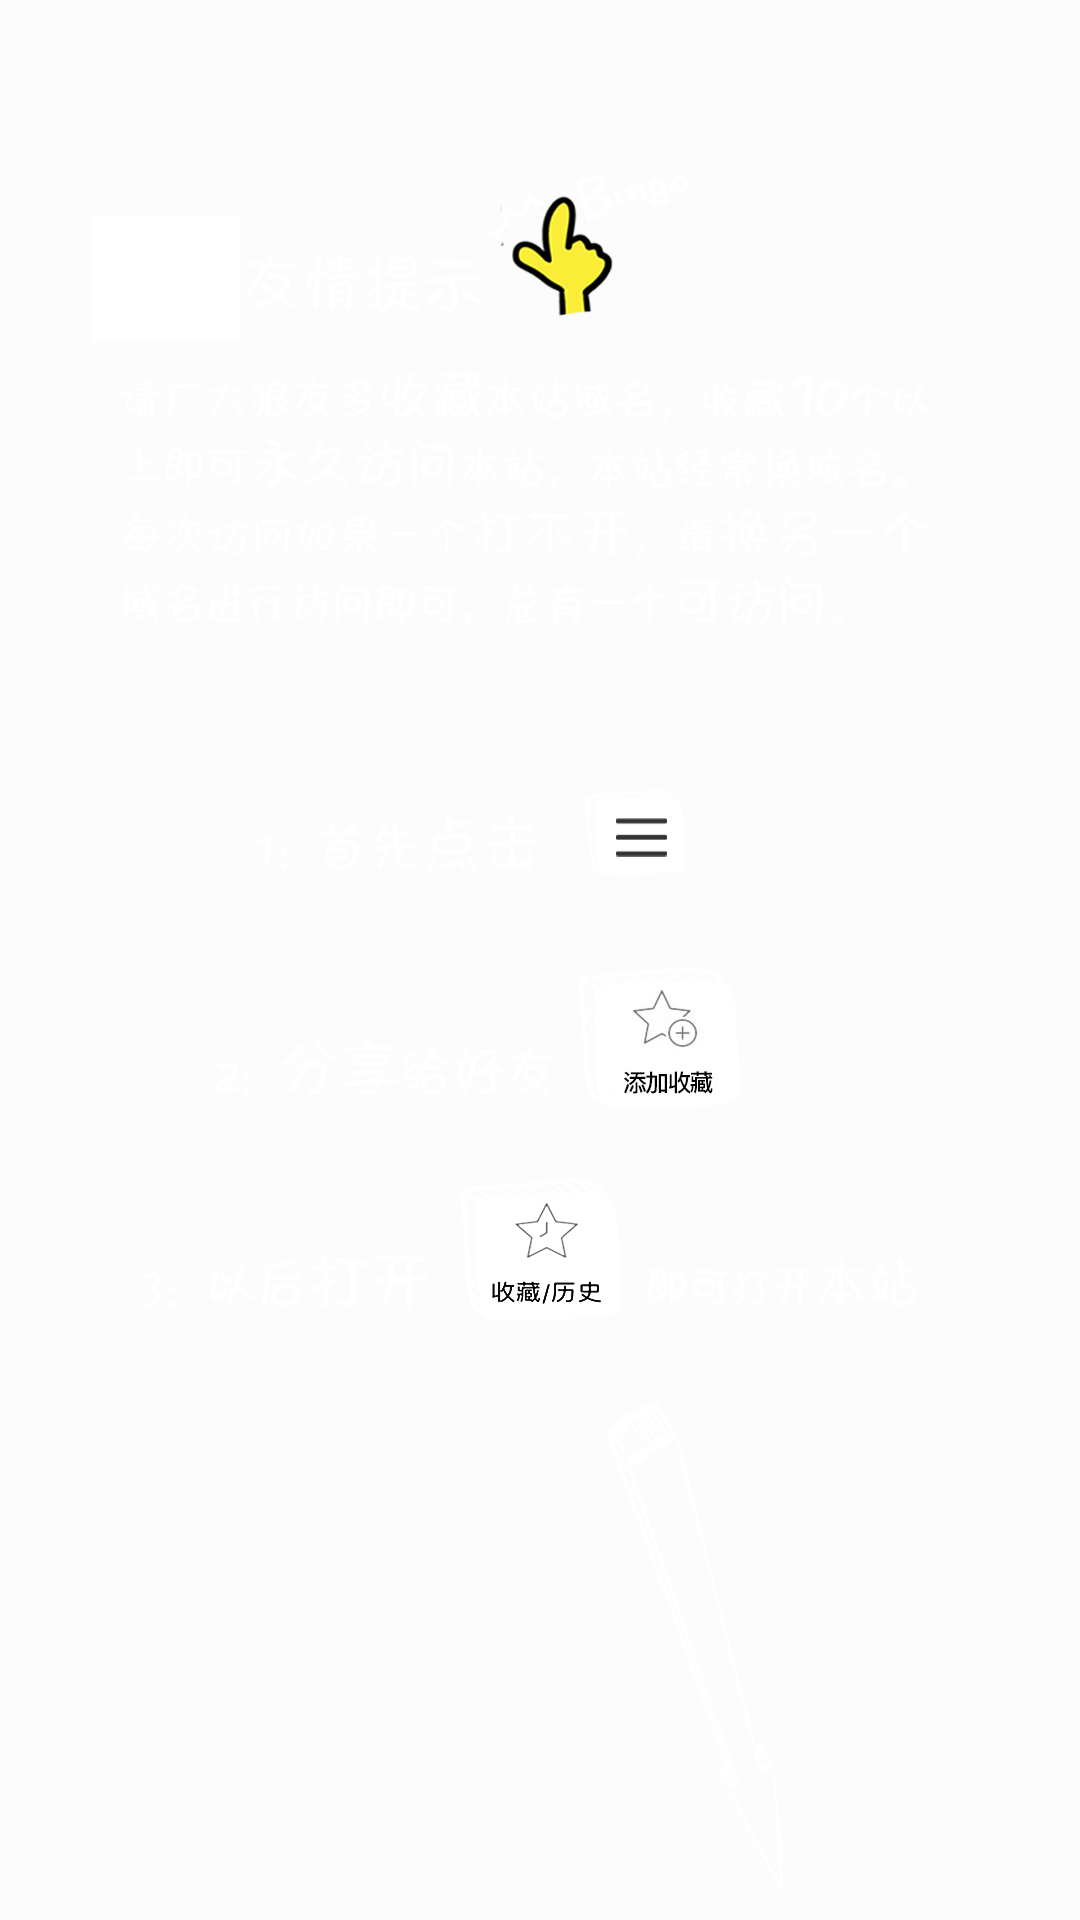 Bingo
友情提示
请广大狼友多收藏本站域名，收藏10个以
上即可永久访问本站，本站经常换域名。
每次访问如果一个打不开，请换另一个
域名进行访问即可，总有一个可访问。
1：首先点击
2：分享给好友
添加收藏
3：以后打开
收藏/历史
即可打开本站